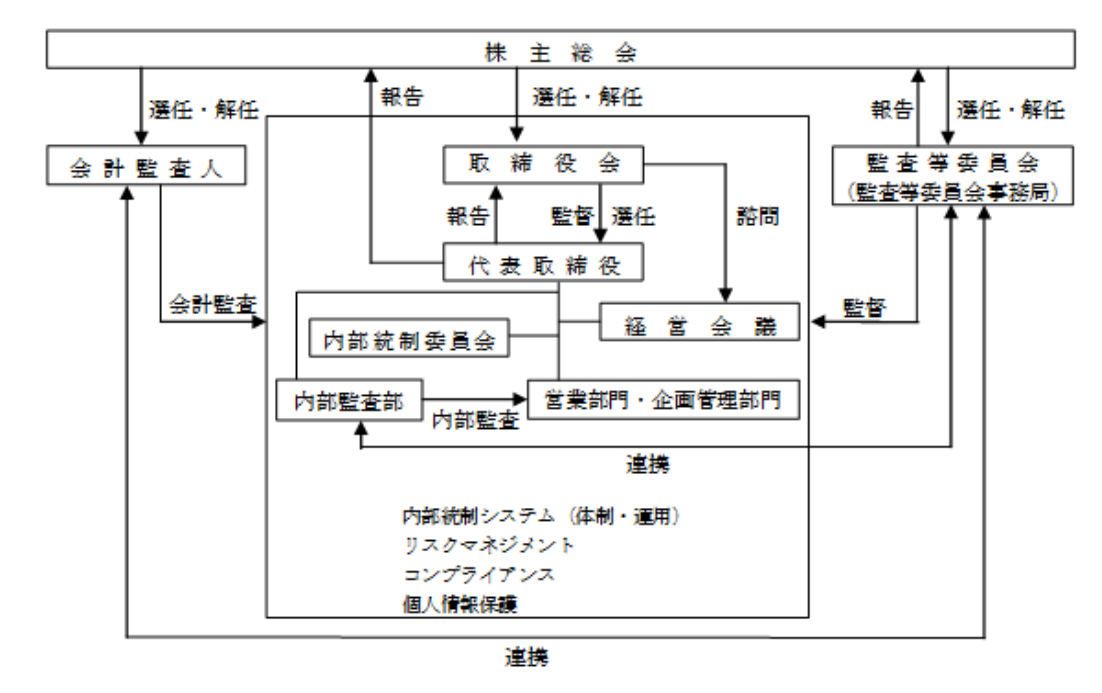 株主総会
選任・解任
報告
選任・解任
報告
選任・解任
会計監査人
取締役会
監査等委員会
(監査等委員会事務局)
報告
監督
選任
諮問
代表取締役
会計監査
経営会議
監督
内部統制委員会
内部監査部
内部監査
営業部門・企画管理部門
連携
内部統制システム（体制・運用）
リスクマネジメント
コンプライアンス
個人情報保護
連携